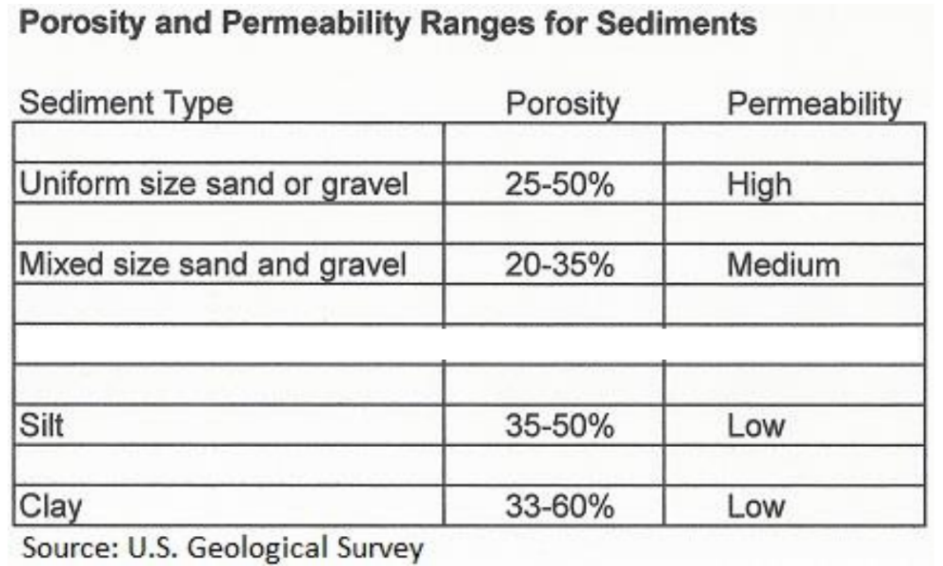 Porosity and Permeability Ranges for Sediments
Sediment Type Porosity Permeability
Uniform size sand or gravel 25-50% High
Mixed size sand and gravel 20-35% Medium
Silt 35-50% Low
Clay 33-60% Low
Source: U.S. Geological Survey